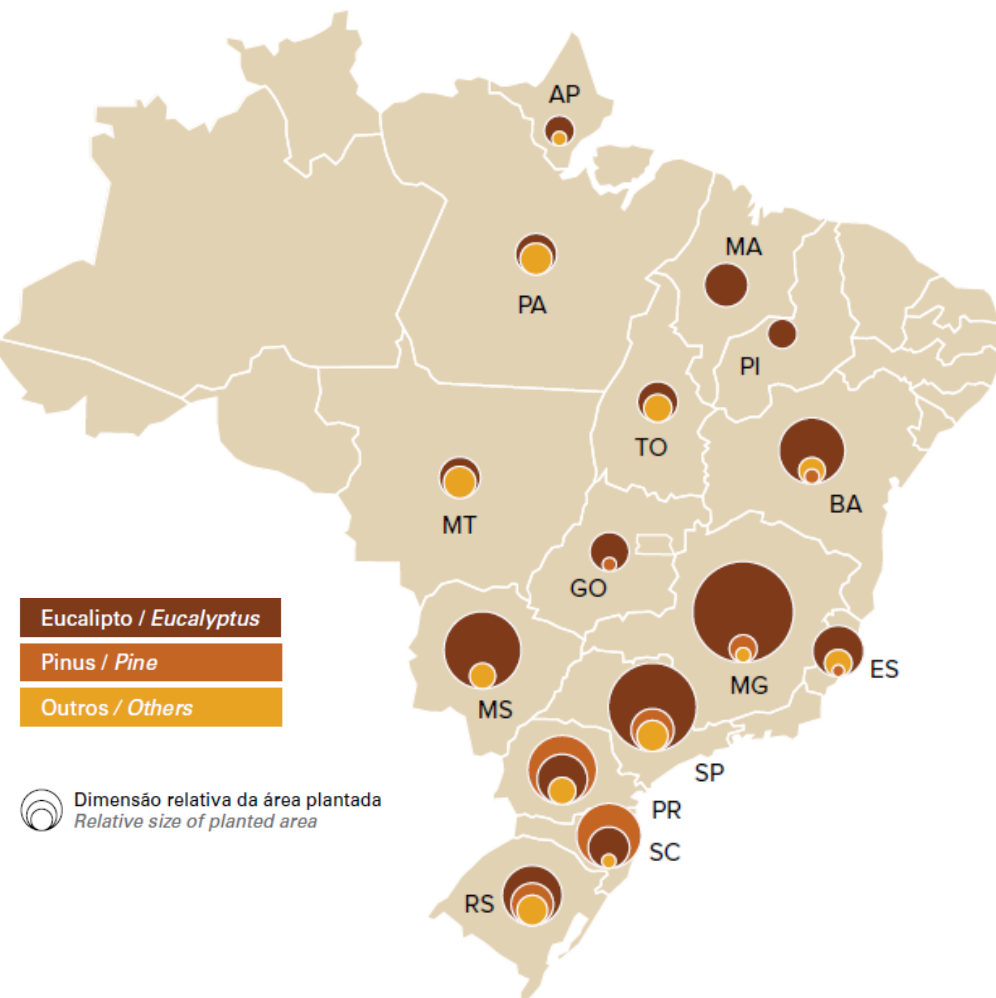 AP
MA
PA
PI
TO
BA
MT
GO
Eucalipto / Eucalyptus
Pinus / Pine
ES
MG
Outros / Others
MS
SP
Dimensão relativa da área plantada
Relative size of planted area
PR
SC
RS